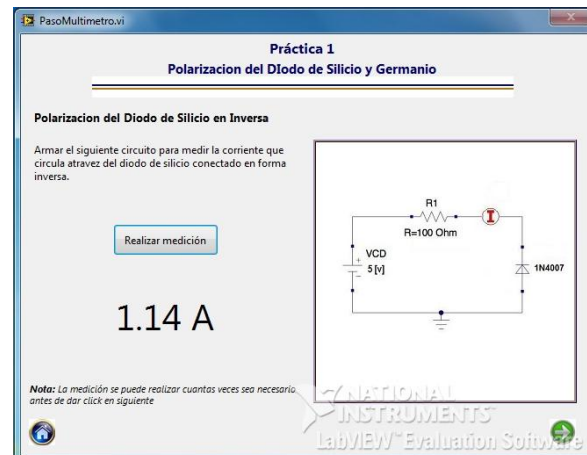 PasoMultimetro.vi
Práctica 1
Polarizacion del DIodo de Silicio y Germanio
Polarizacion del Diodo de Silicio en Inversa
Armar el siguiente circuito para medir la corriente que
circula atravez del diodo de silicio conectado en forma
inversa.
Realizar medición
1.14 A
R1
R=100 Ohm
I
VCD
+
5 [v]
-
1N4007
Nota: La medición se puede realizar cuantas veces sea necesario
antes de dar click en siguiente
NATIONAL
INSTRUMENTS
LabVIEW™ Evaluation Software